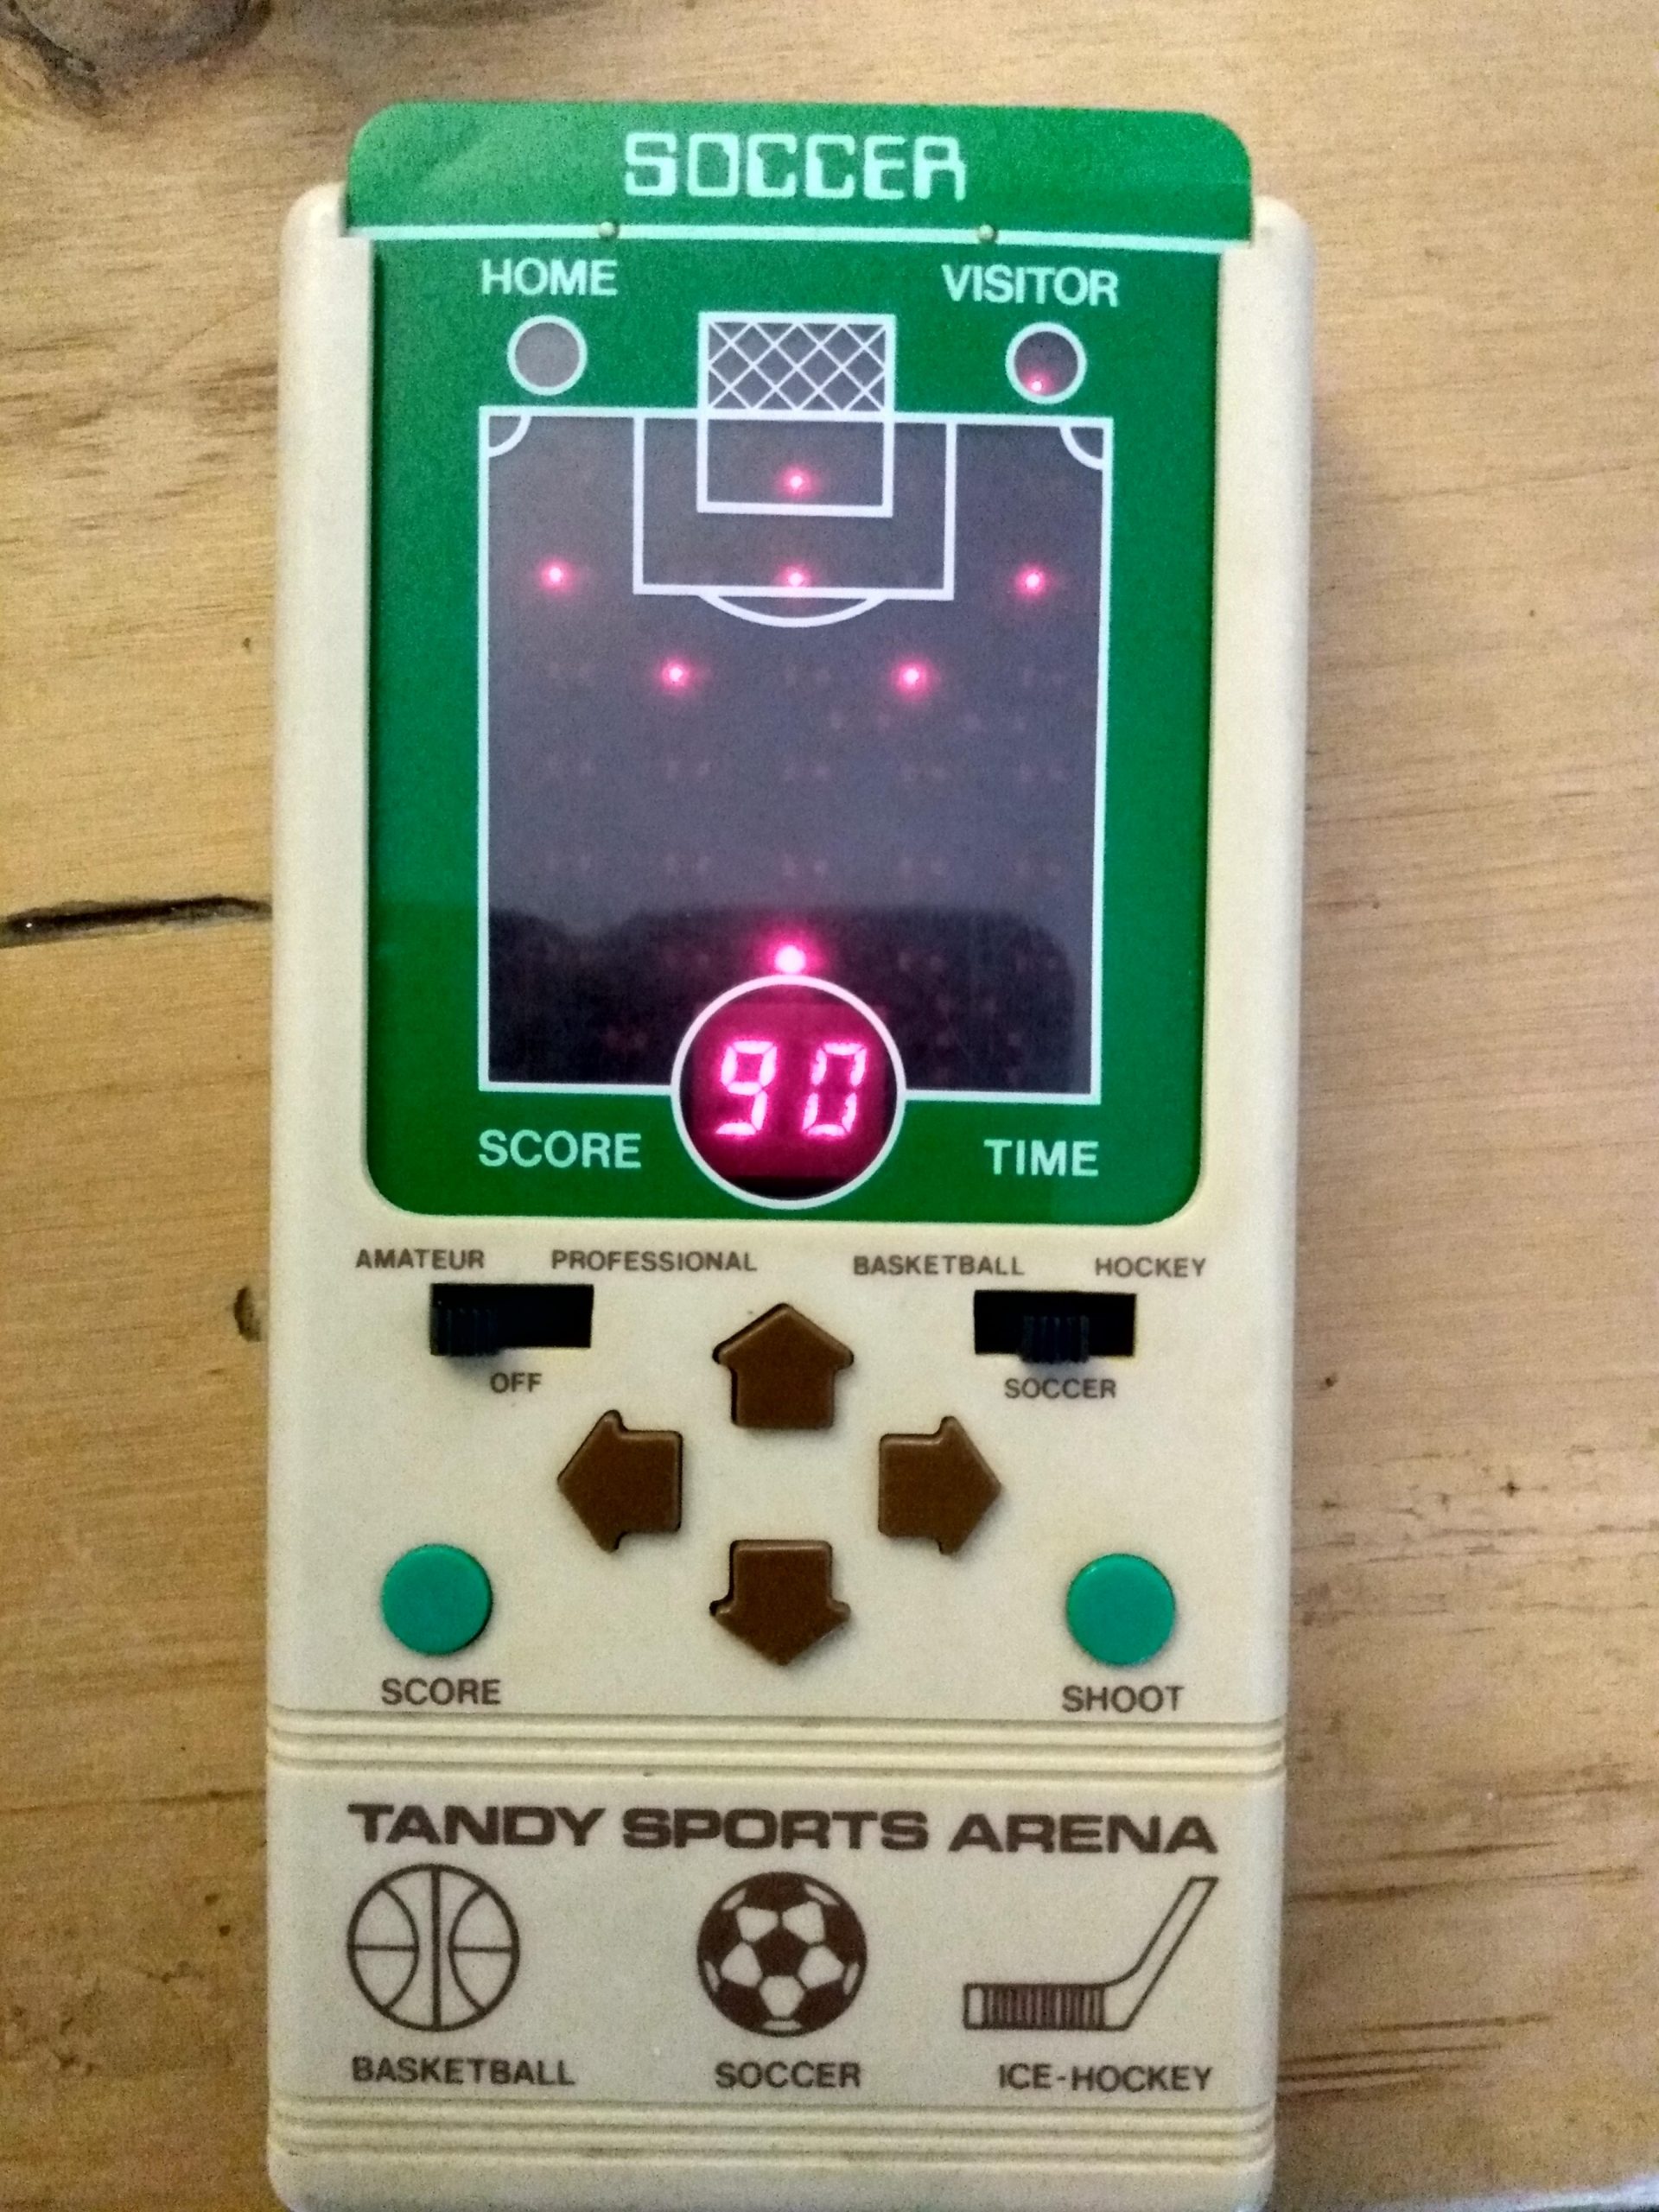 SOCCER
HOME VISITOR
90
SCORE TIME
AMATEUR PROFESSIONAL BASKETBALL HOCKEY
OFF SOCCER
SCORE SHOOT
TANDY SPORTS ARENA
BASKETBALL SOCCER ICE-HOCKEY